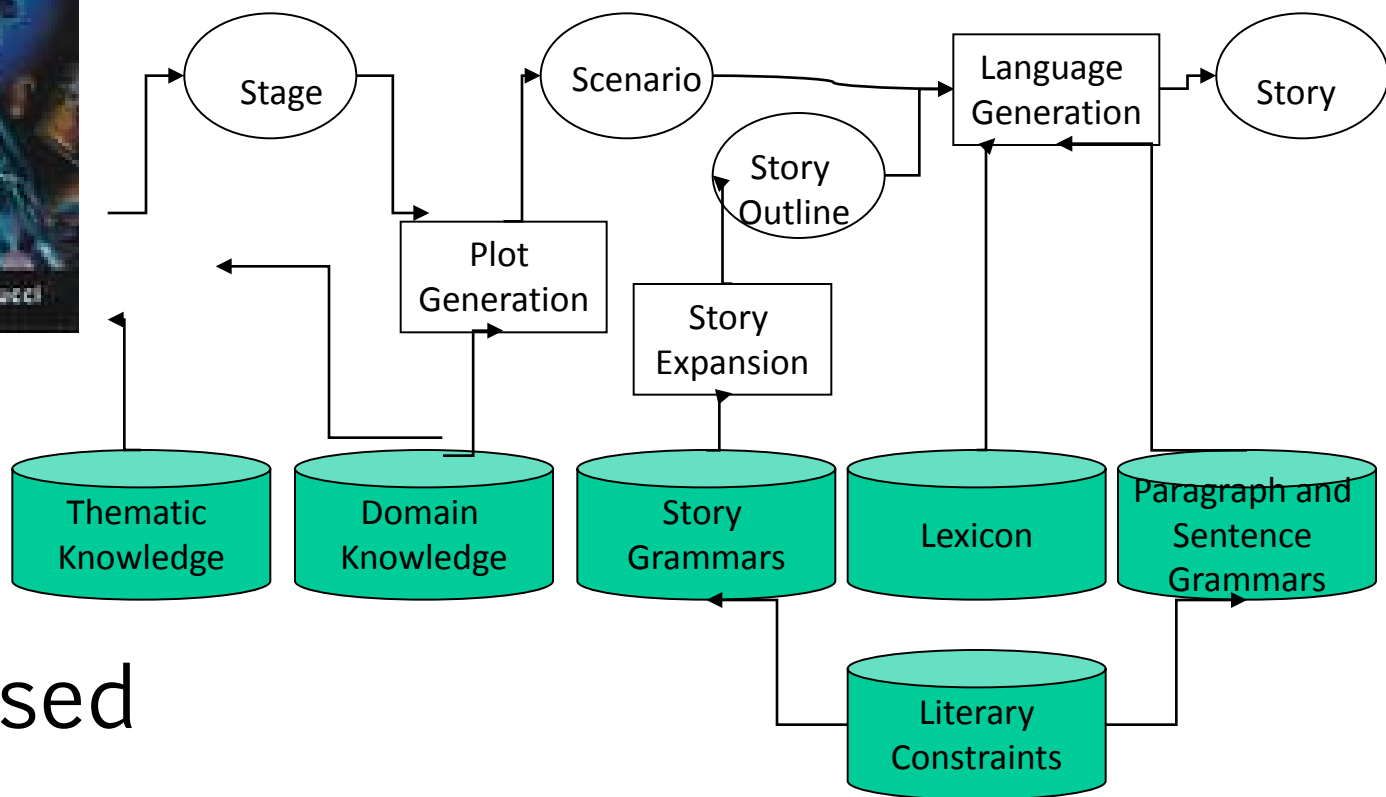 Stage
Scenario
Language
Generation
Story
Story
Outline
Plot
Generation
ucci
Story
Expansion
Thematic
Knowledge
Domain
Knowledge
Story
Grammars
Lexicon
Paragraph and
Sentence
Grammars
sed
Literary
Constraints